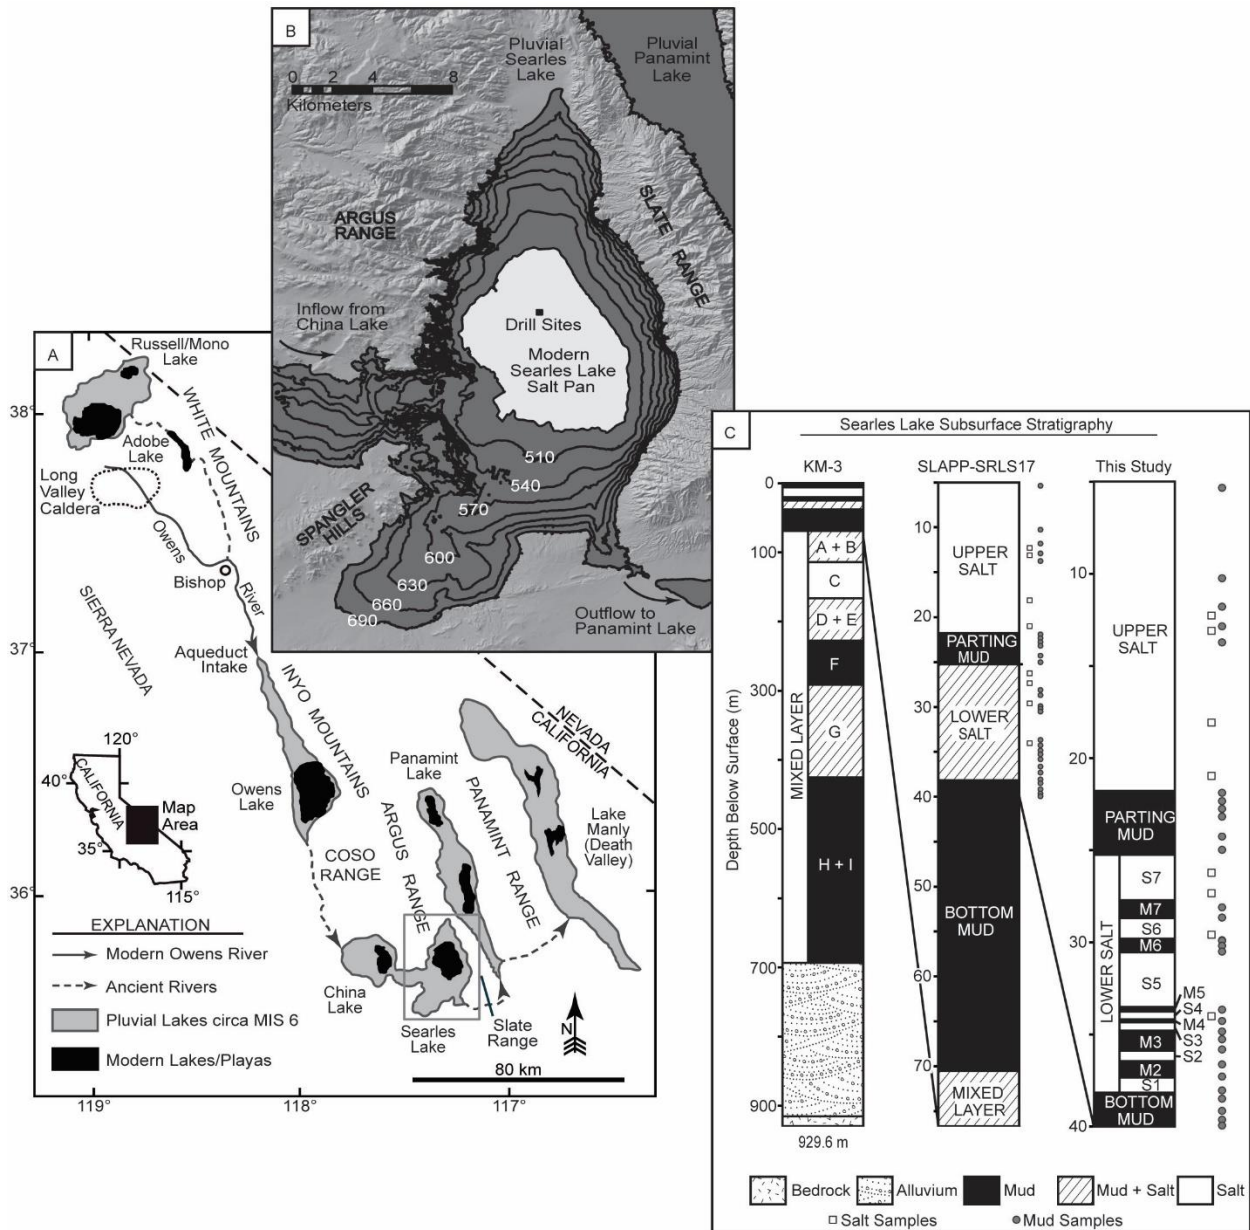 A
Russell/Mono
Lake
38°
WHITE MOUNTAINS
Adobe
Lake
Long
Valley
Caldera
Owens
River
Bishop
SIERRA NEVADA
37°
Aqueduct
Intake
INYO MOUNTAINS
NEVADA
CALIFORNIA
120°
CALIFORNIA
40°
Map
Area
35°
115°
Owens
Lake
Panamint
Lake
PANAMINT RANGE
ARGUS RANGE
Lake
Manly
(Death
Valley)
COSO
RANGE
36°
EXPLANATION
Modern Owens River
Ancient Rivers
Pluvial Lakes circa MIS 6
Modern Lakes/Playas
China
Lake
Searles
Lake
Slate
Range
N
80 km
119°
118°
117°
B
Pluvial
Searles
Lake
Pluvial
Panamint
Lake
0 2 4 8
Kilometers
ARGUS
RANGE
SLATE RANGE
Inflow from
China Lake
Drill Sites
Modern
Searles Lake
Salt Pan
510
540
570
SPANGLER
HILLS
600
630
660
690
Outflow to
Panamint Lake
C
Searles Lake Subsurface Stratigraphy
KM-3
SLAPP-SRLS17
This Study
Depth Below Surface (m)
0
100
300
500
700
900
MIXED LAYER
A + B
C
D + E
F
G
H + I
929.6 m
10
20
30
40
50
60
70
UPPER
SALT
PARTING
MUD
LOWER
SALT
BOTTOM
MUD
MIXED
LAYER
10
20
30
40
UPPER
SALT
PARTING
MUD
LOWER SALT
S7
M7
S6
M6
S5
M5
S4
M4
S3
M3
S2
M2
S1
BOTTOM
MUD
Bedrock
Alluvium
Mud
Mud + Salt
Salt
Salt Samples
Mud Samples